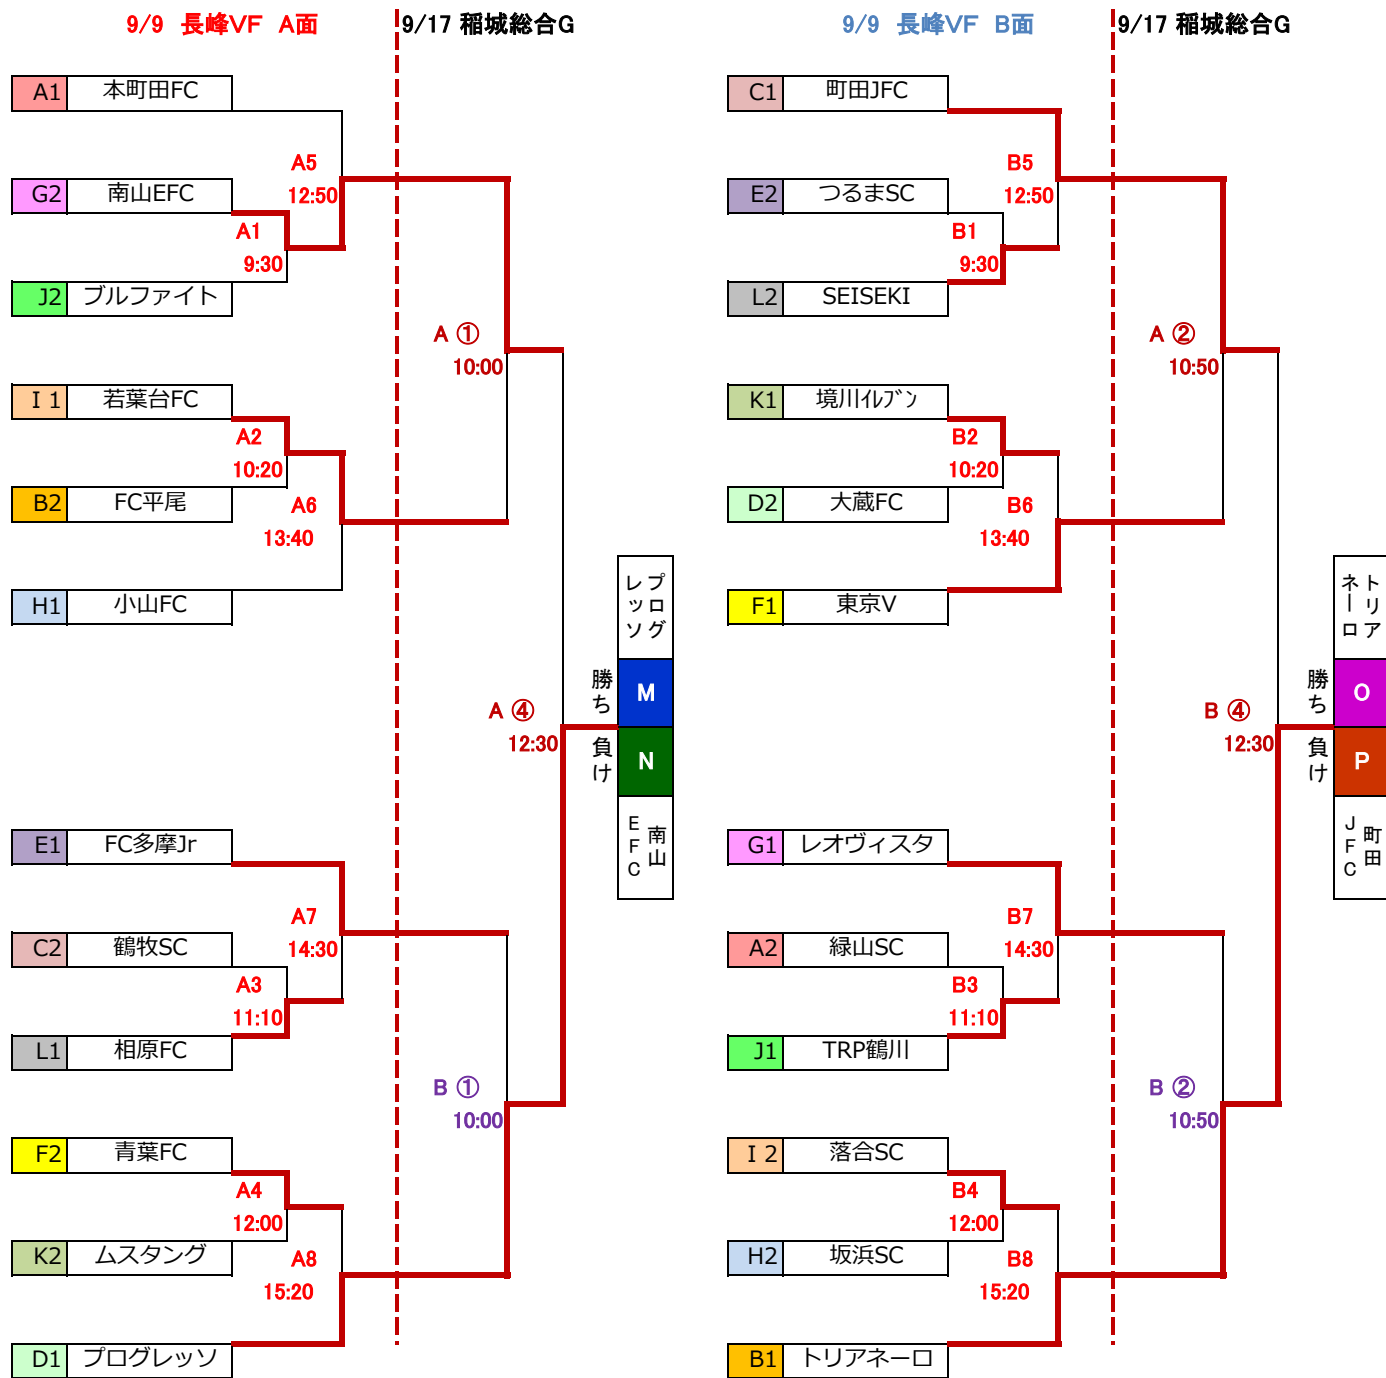 9/9 長峰VF A面
9/17 稲城総合G
A1 本町田FC
A5
12:50
G2 南山EFC
A1
9:30
J2 ブルファイト
A ①
10:00
I 1 若葉台FC
A2
10:20
B2 FC平尾
A6
13:40
H1 小山FC
プログレッソ
勝ち
M
A ④
12:30
負け
N
南山EFC
E1 FC多摩Jr
A7
14:30
C2 鶴牧SC
A3
11:10
L1 相原FC
B ①
10:00
F2 青葉FC
A4
12:00
K2 ムスタング
A8
15:20
D1 プログレッソ
9/9 長峰VF B面
9/17 稲城総合G
C1 町田JFC
B5
12:50
E2 つるまSC
B1
9:30
L2 SEISEKI
A ②
10:50
K1 境川イレブン
B2
10:20
D2 大蔵FC
B6
13:40
F1 東京V
トリアネーロ
勝ち
O
B ④
12:30
負け
P
町田JFC
G1 レオヴィスタ
B7
14:30
A2 緑山SC
B3
11:10
J1 TRP鶴川
B ②
10:50
I 2 落合SC
B4
12:00
H2 坂浜SC
B8
15:20
B1 トリアネーロ